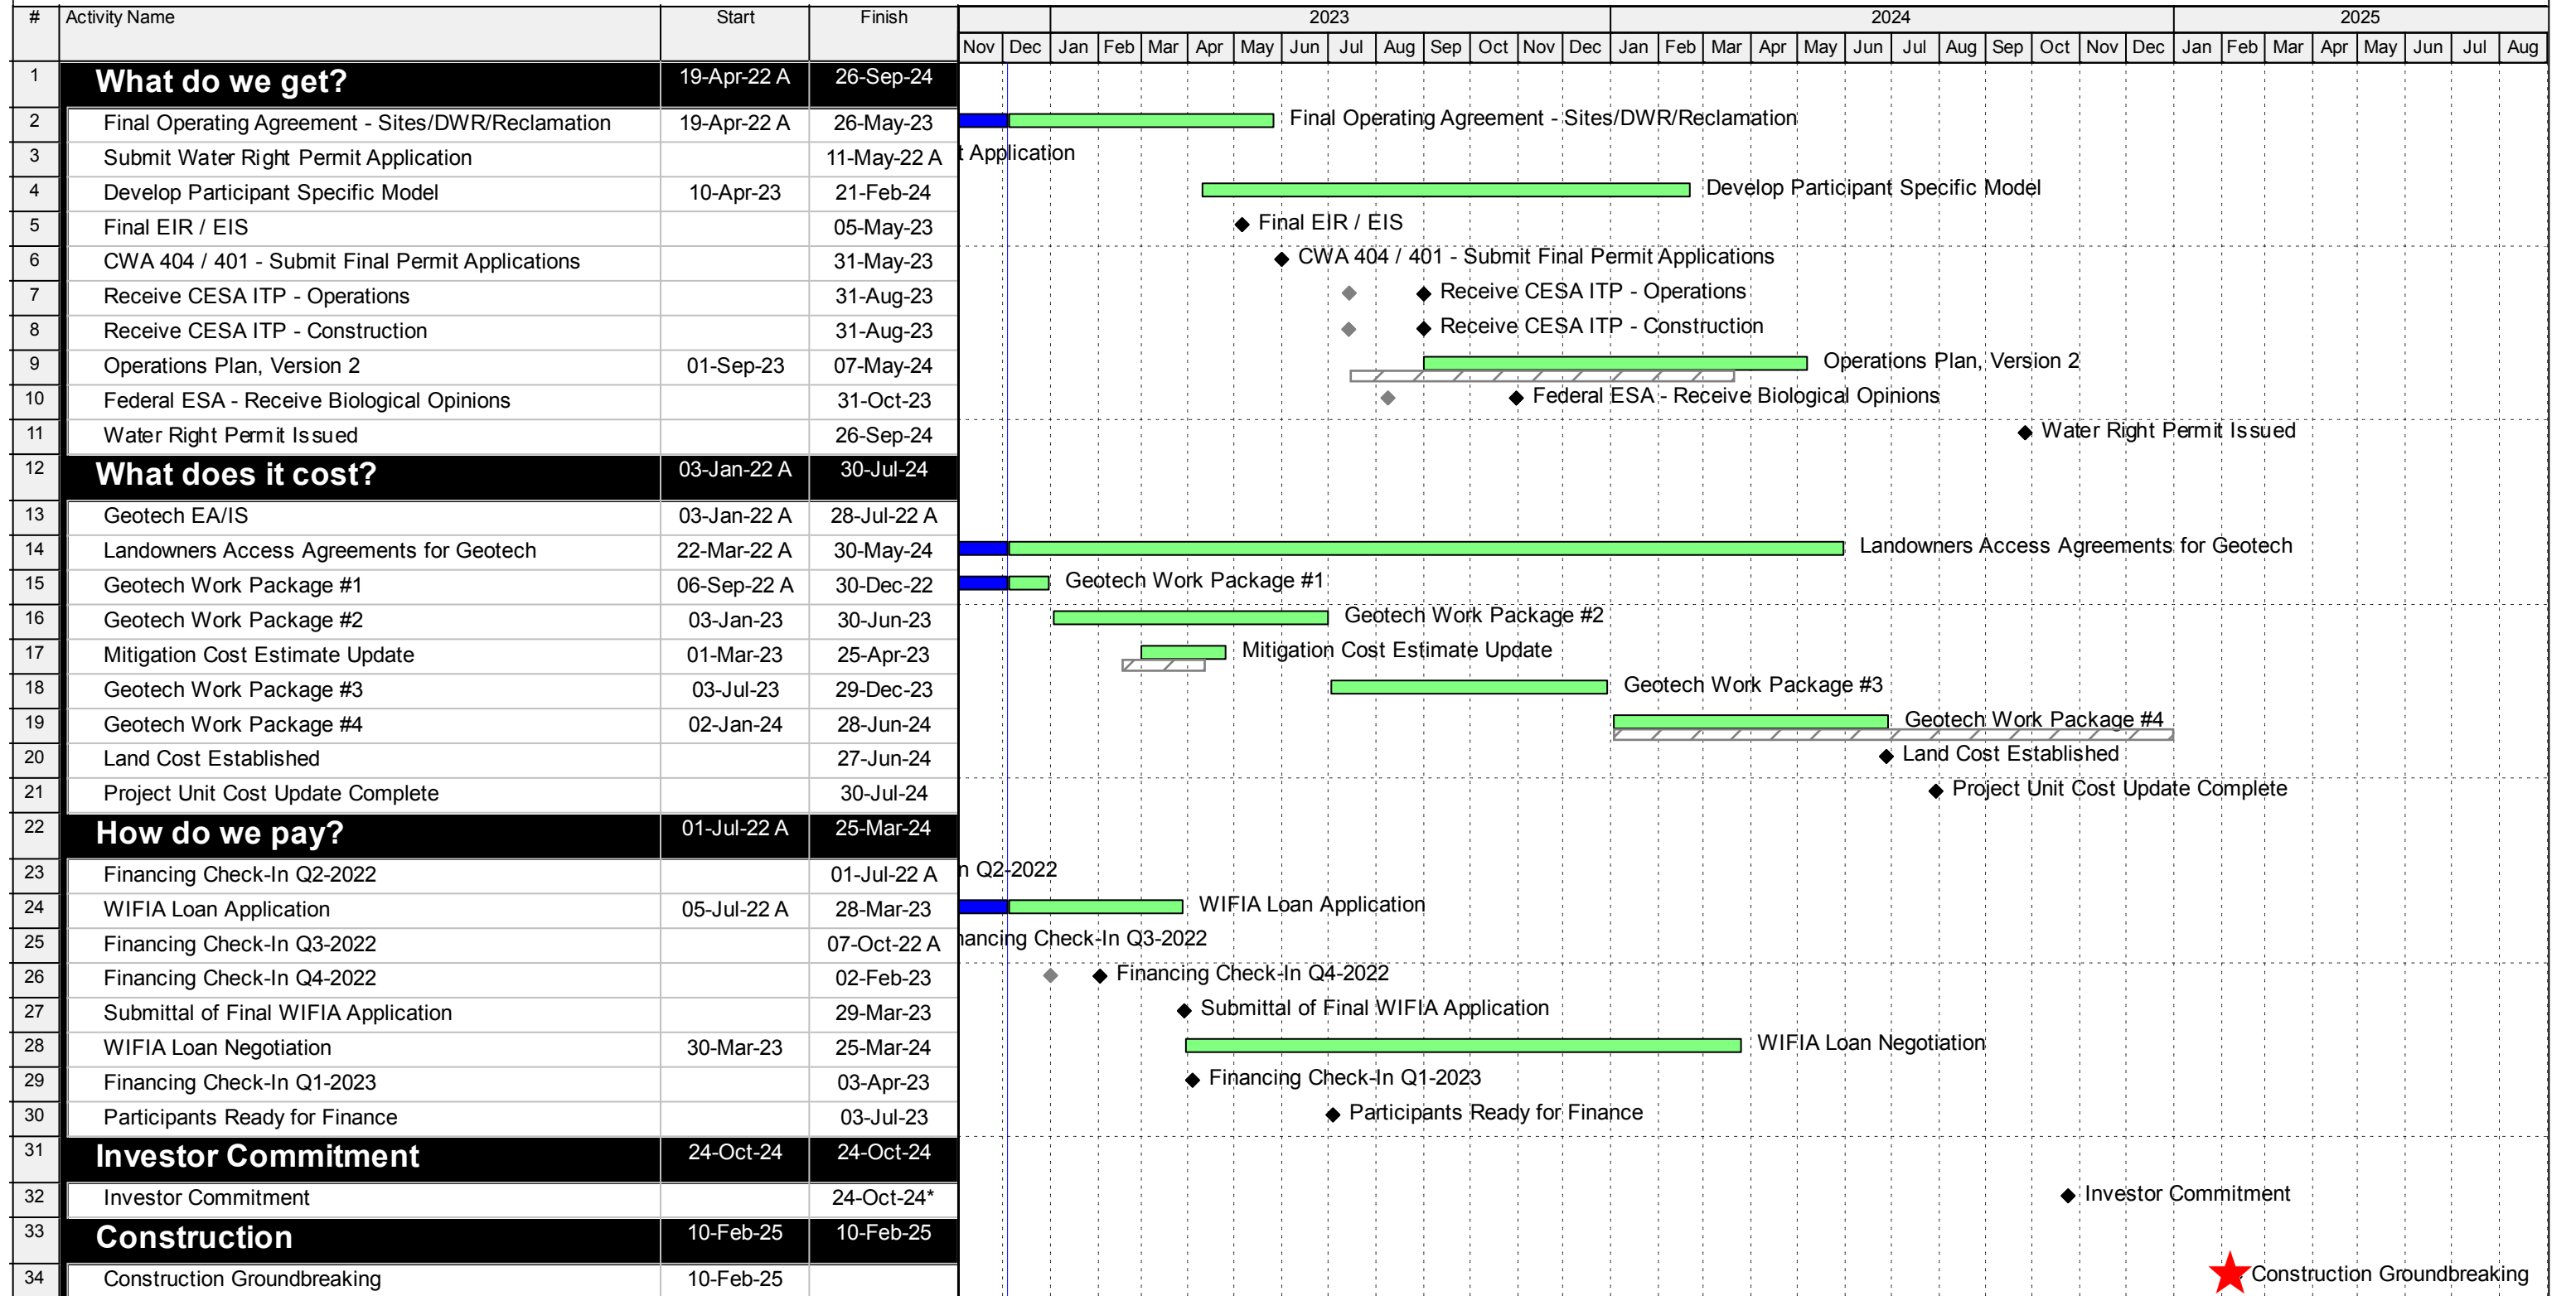 # Activity Name Start Finish 2023 2024 2025
Nov Dec Jan Feb Mar Apr May Jun Jul Aug Sep Oct Nov Dec Jan Feb Mar Apr May Jun Jul Aug Sep Oct Nov Dec Jan Feb Mar Apr May Jun Jul Aug
1 What do we get? 19-Apr-22 A 26-Sep-24
2 Final Operating Agreement - Sites/DWR/Reclamation 19-Apr-22 A 26-May-23 Final Operating Agreement - Sites/DWR/Reclamation
3 Submit Water Right Permit Application 11-May-22 A t Application
4 Develop Participant Specific Model 10-Apr-23 21-Feb-24 Develop Participant Specific Model
5 Final EIR / EIS 05-May-23 Final EIR / EIS
6 CWA 404 / 401 - Submit Final Permit Applications 31-May-23 CWA 404 / 401 - Submit Final Permit Applications
7 Receive CESA ITP - Operations 31-Aug-23 Receive CESA ITP - Operations
8 Receive CESA ITP - Construction 31-Aug-23 Receive CESA ITP - Construction
9 Operations Plan, Version 2 01-Sep-23 07-May-24 Operations Plan, Version 2
10 Federal ESA - Receive Biological Opinions 31-Oct-23 Federal ESA - Receive Biological Opinions
11 Water Right Permit Issued 26-Sep-24 Water Right Permit Issued
12 What does it cost? 03-Jan-22 A 30-Jul-24
13 Geotech EA/IS 03-Jan-22 A 28-Jul-22 A
14 Landowners Access Agreements for Geotech 22-Mar-22 A 30-May-24 Landowners Access Agreements for Geotech
15 Geotech Work Package #1 06-Sep-22 A 30-Dec-22 Geotech Work Package #1
16 Geotech Work Package #2 03-Jan-23 30-Jun-23 Geotech Work Package #2
17 Mitigation Cost Estimate Update 01-Mar-23 25-Apr-23 Mitigation Cost Estimate Update
18 Geotech Work Package #3 03-Jul-23 29-Dec-23 Geotech Work Package #3
19 Geotech Work Package #4 02-Jan-24 28-Jun-24 Geotech Work Package #4
20 Land Cost Established 27-Jun-24 Land Cost Established
21 Project Unit Cost Update Complete 30-Jul-24 Project Unit Cost Update Complete
22 How do we pay? 01-Jul-22 A 25-Mar-24
23 Financing Check-In Q2-2022 01-Jul-22 A n Q2-2022
24 WIFIA Loan Application 05-Jul-22 A 28-Mar-23 WIFIA Loan Application
25 Financing Check-In Q3-2022 07-Oct-22 A nancing Check-In Q3-2022
26 Financing Check-In Q4-2022 02-Feb-23 Financing Check-In Q4-2022
27 Submittal of Final WIFIA Application 29-Mar-23 Submittal of Final WIFIA Application
28 WIFIA Loan Negotiation 30-Mar-23 25-Mar-24 WIFIA Loan Negotiation
29 Financing Check-In Q1-2023 03-Apr-23 Financing Check-In Q1-2023
30 Participants Ready for Finance 03-Jul-23 Participants Ready for Finance
31 Investor Commitment 24-Oct-24 24-Oct-24
32 Investor Commitment 24-Oct-24* Investor Commitment
33 Construction 10-Feb-25 10-Feb-25
34 Construction Groundbreaking 10-Feb-25 Construction Groundbreaking